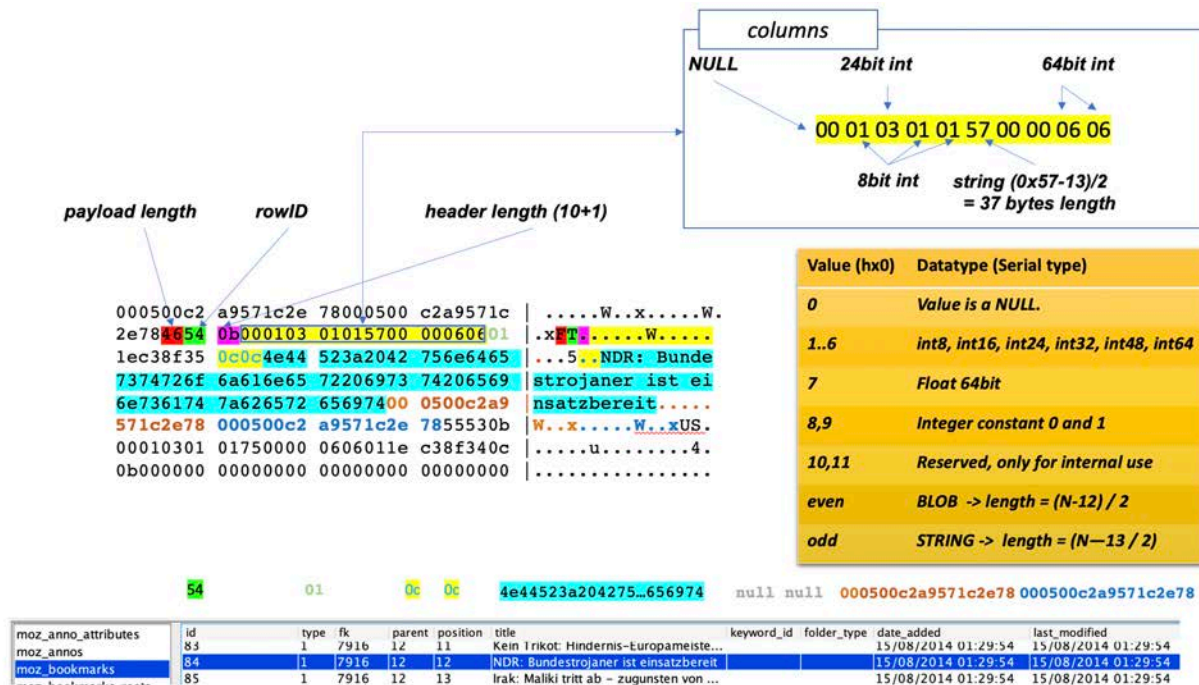 columns
NULL 24bit int 64bit int
00 01 03 01 01 57 00 00 06 06
8bit int string (0x57-13)/2
= 37 bytes length
payload length rowID header length (10+1)
000500c2 a9571c2e 78000500 c2a9571c | .....W..x......W.
2e784654 0b000103 01015700 00060601 .xFT.......W.....
1ec38f35 0c0c4e44 523a2042 756e6465 ...5..NDR: Bunde
7374726f 6a616e65 72206973 74206569 strojaner ist ei
6e736174 7a626572 65697400 0500c2a9 nsatzbereit.....
571c2e78 000500c2 a9571c2e 7855530b W..x.....W..xUS.
00010301 01750000 0606011e c38f340c .....u........4.
0b000000 00000000 00000000 00000000 ................
Value (hx0) Datatype (Serial type)
0 Value is a NULL.
1..6 int8, int16, int24, int32, int48, int64
7 Float 64bit
8,9 Integer constant 0 and 1
10,11 Reserved, only for internal use
even BLOB -> length = (N-12) / 2
odd STRING -> length = (N—13 / 2)
54 01 0c 0c 4e44523a204275…656974 null null 000500c2a9571c2e78 000500c2a9571c2e78
moz_anno_attributes
moz_annos
moz_bookmarks
moz_bookmarks_roots
id type fk parent position title keyword_id folder_type date_added last_modified
83 1 7916 12 11 Kein Trikot: Hindernis-Europameiste... 15/08/2014 01:29:54 15/08/2014 01:29:54
84 1 7916 12 12 NDR: Bundestrojaner ist einsatzbereit 15/08/2014 01:29:54 15/08/2014 01:29:54
85 1 7916 12 13 Irak: Maliki tritt ab – zugunsten von ... 15/08/2014 01:29:54 15/08/2014 01:29:54